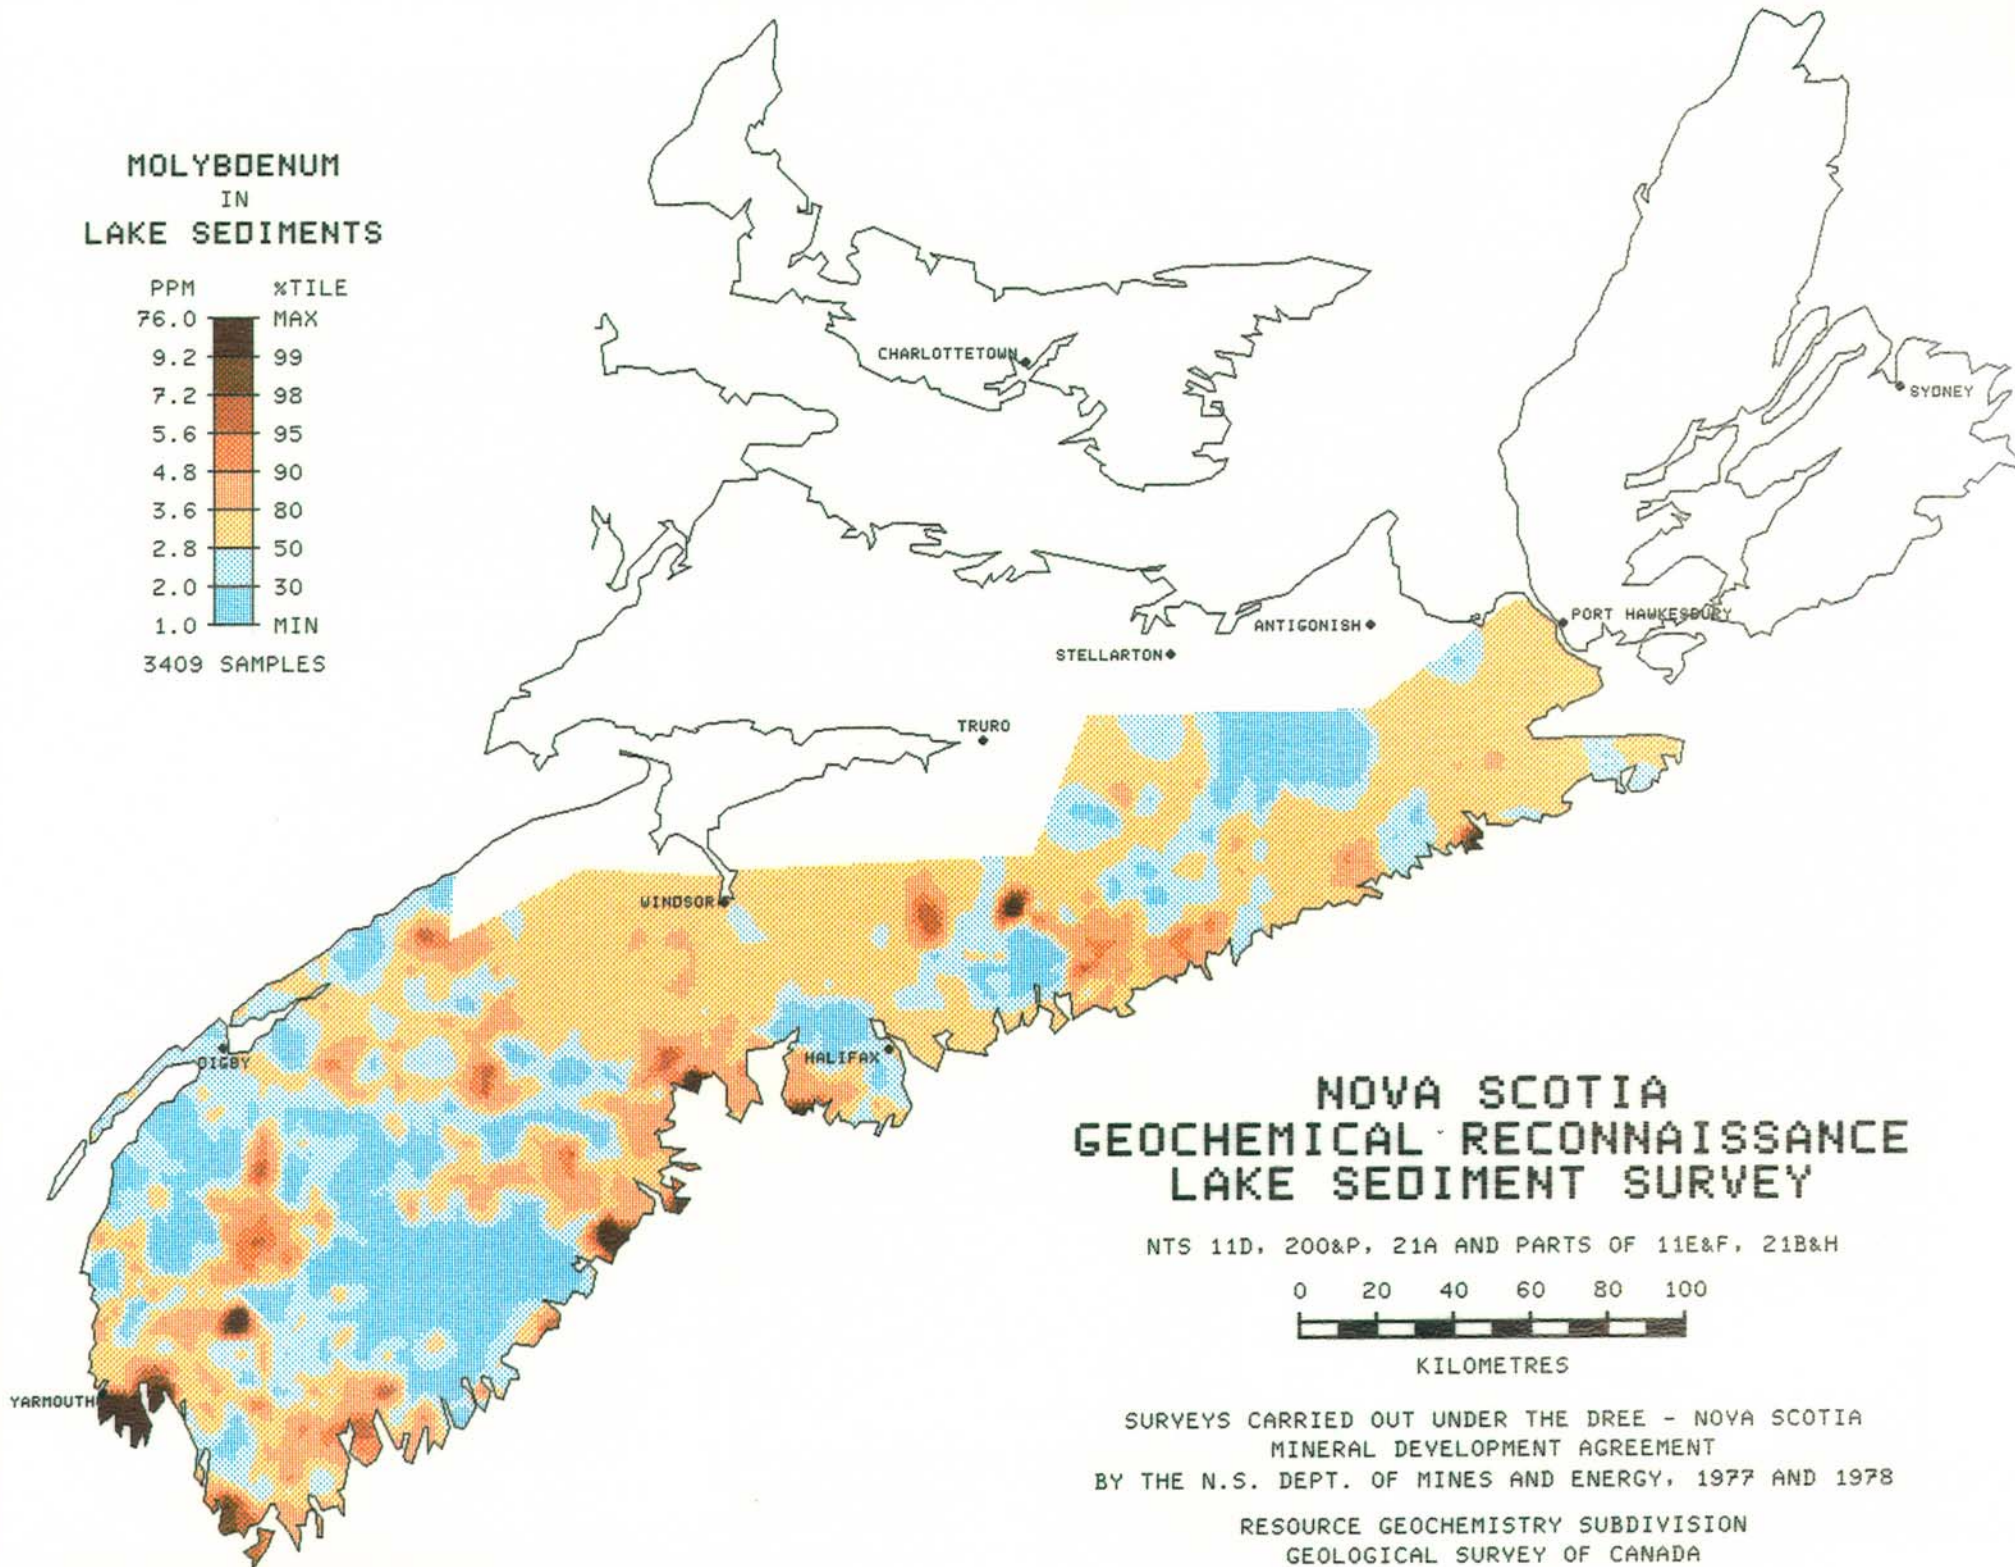 MOLYBDENUM
IN
LAKE SEDIMENTS
PPM %TILE
76.0 MAX
9.2 99
7.2 98
5.6 95
4.8 90
3.6 80
2.8 50
2.0 30
1.0 MIN
3409 SAMPLES
CHARLOTTETOWN
SYDNEY
PORT HAWKESBURY
ANTIGONISH
STELLARTON
TRURO
WINDSOR
DIGBY
HALIFAX
YARMOUTH
NOVA SCOTIA
GEOCHEMICAL RECONNAISSANCE
LAKE SEDIMENT SURVEY
NTS 11D, 20O&P, 21A AND PARTS OF 11E&F, 21B&H
0 20 40 60 80 100
KILOMETRES
SURVEYS CARRIED OUT UNDER THE DREE - NOVA SCOTIA
MINERAL DEVELOPMENT AGREEMENT
BY THE N.S. DEPT. OF MINES AND ENERGY, 1977 AND 1978
RESOURCE GEOCHEMISTRY SUBDIVISION
GEOLOGICAL SURVEY OF CANADA